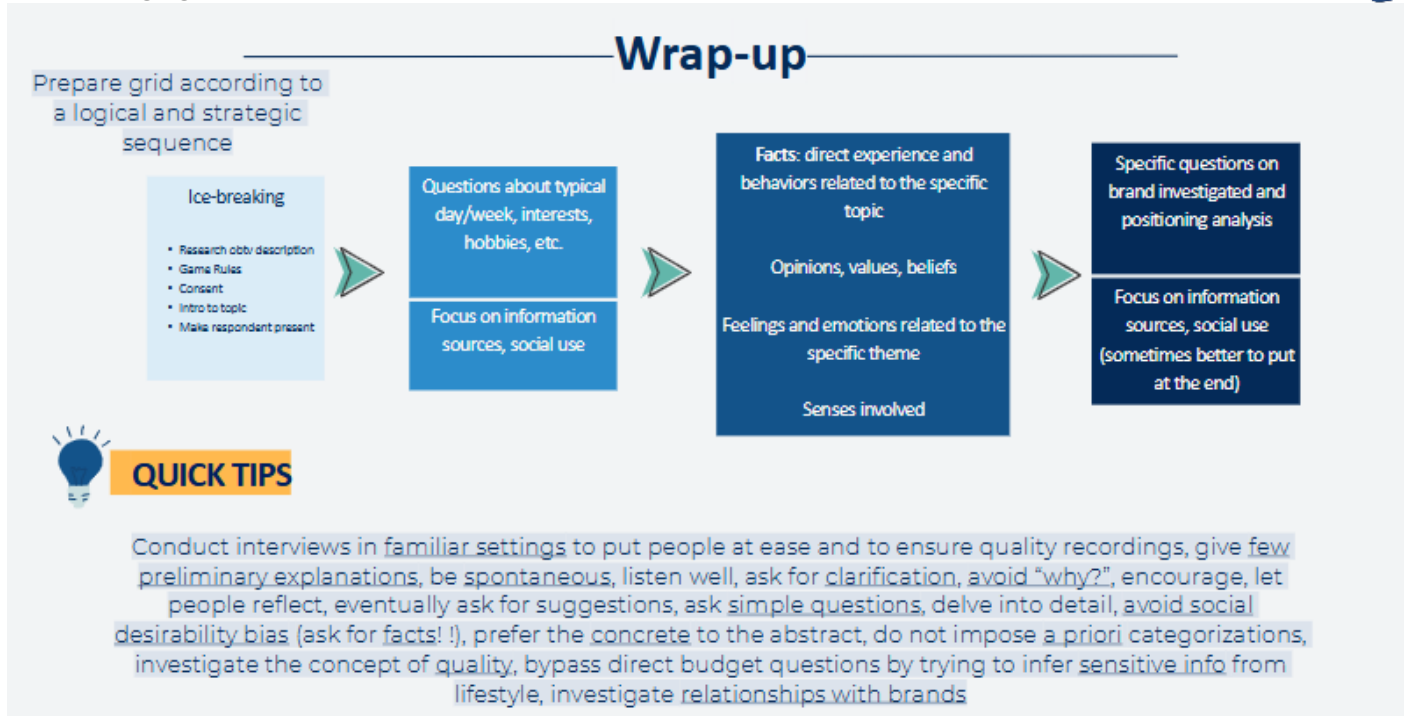 Wrap-up
Prepare grid according to
a logical and strategic
sequence
Ice-breaking
• Research obtv description
• Game Rules
• Consent
• Intro to topic
• Make respondent present
Questions about typical
day/week, interests,
hobbies, etc.
Focus on information
sources, social use
Facts: direct experience and
behaviors related to the specific
topic
Opinions, values, beliefs
Feelings and emotions related to the
specific theme
Senses involved
Specific questions on
brand investigated and
positioning analysis
Focus on information
sources, social use
(sometimes better to put
at the end)
QUICK TIPS
Conduct interviews in familiar settings to put people at ease and to ensure quality recordings, give few
preliminary explanations, be spontaneous, listen well, ask for clarification, avoid “why?”, encourage, let
people reflect, eventually ask for suggestions, ask simple questions, delve into detail, avoid social
desirability bias (ask for facts! !), prefer the concrete to the abstract, do not impose a priori categorizations,
investigate the concept of quality, bypass direct budget questions by trying to infer sensitive info from
lifestyle, investigate relationships with brands